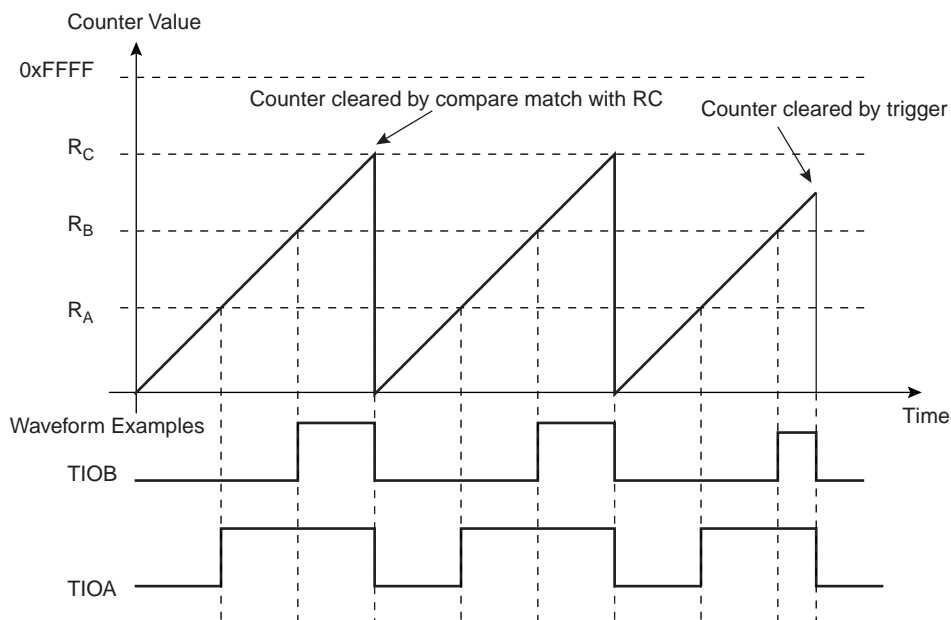 Counter Value
0xFFFF
Counter cleared by compare match with RC
Counter cleared by trigger
RC
RB
RA
Time
Waveform Examples
TIOB
TIOA